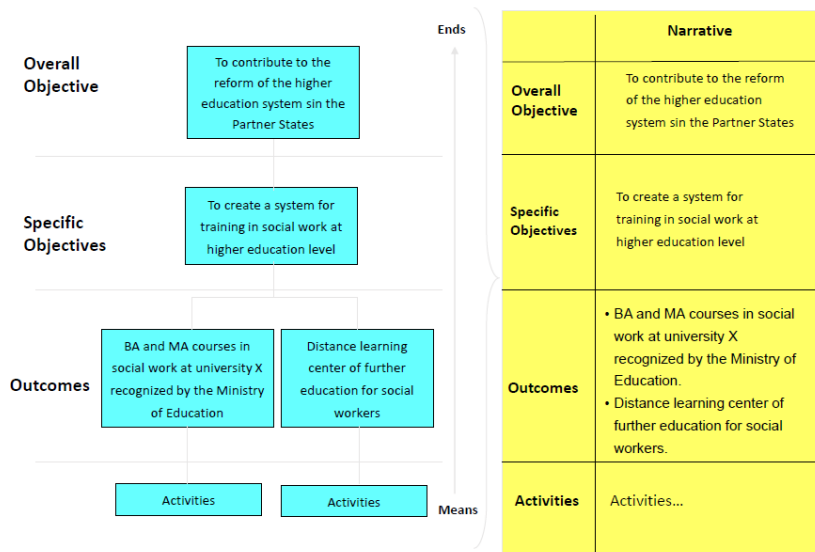 Ends
Overall
Objective
To contribute to the
reform of the higher
education system sin the
Partner States
Specific
Objectives
To create a system for
training in social work at
higher education level
Outcomes
BA and MA courses in
social work at university X
recognized by the Ministry
of Education
Distance learning
center of further
education for social
workers
Activities
Activities
Means
Narrative
Overall
Objective
To contribute to the reform
of the higher education
system sin the Partner States
Specific
Objectives
To create a system for
training in social work at
higher education level
Outcomes
• BA and MA courses in social
work at university X
recognized by the Ministry of
Education.
• Distance learning center of
further education for social
workers.
Activities
Activities...